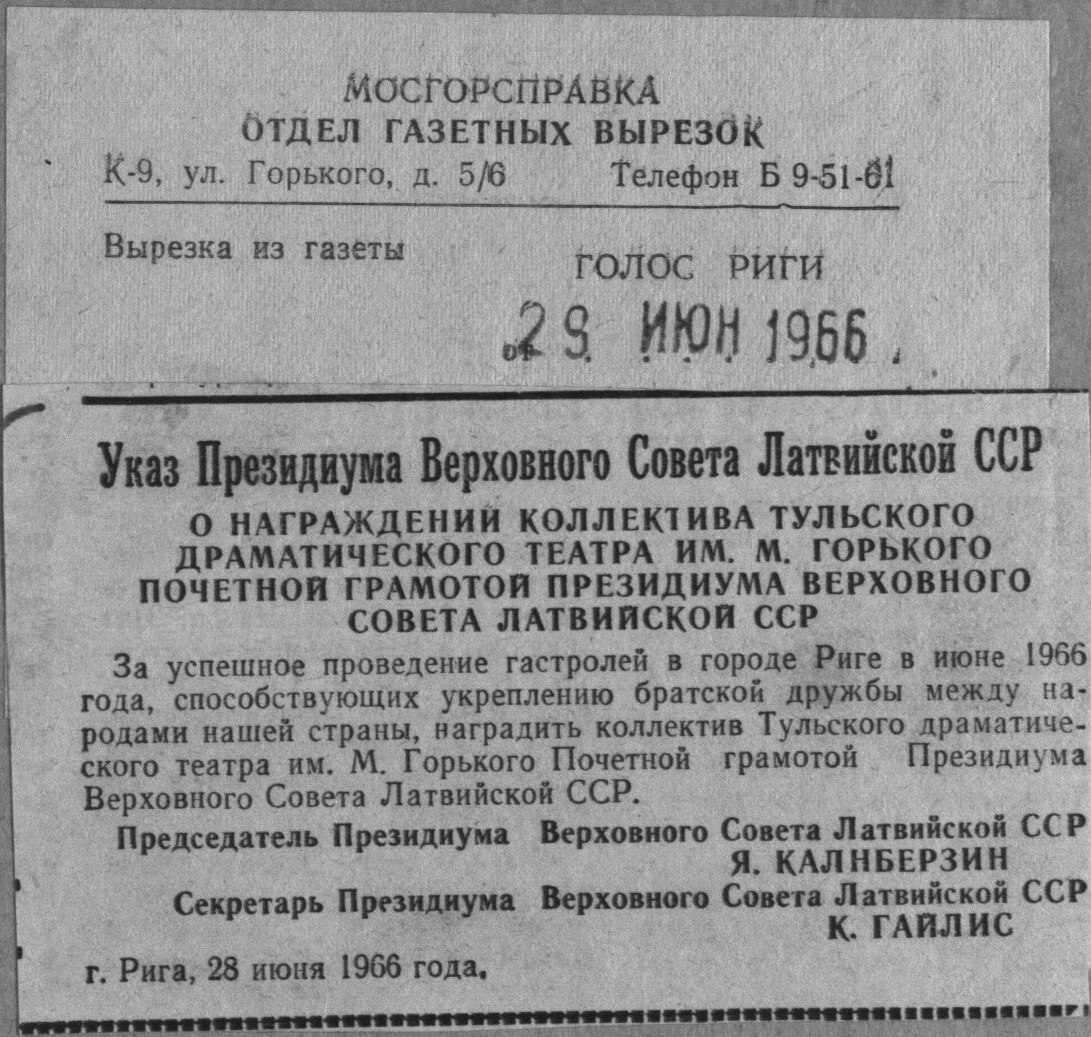 МОСГОРСПРАВКА
ОТДЕЛ ГАЗЕТНЫХ ВЫРЕЗОК
К-9, ул. Горького, д. 5/6 Телефон Б 9-51-61
Вырезка из газеты
ГОЛОС РИГИ
от 29. ИЮН 1966.
Указ Президиума Верховного Совета Латвийской ССР
О НАГРАЖДЕНИИ КОЛЛЕКТИВА ТУЛЬСКОГО
ДРАМАТИЧЕСКОГО ТЕАТРА ИМ. М. ГОРЬКОГО
ПОЧЕТНОЙ ГРАМОТОЙ ПРЕЗИДИУМА ВЕРХОВНОГО
СОВЕТА ЛАТВИЙСКОЙ ССР
За успешное проведение гастролей в городе Риге в июне 1966
года, способствующих укреплению братской дружбы между на-
родами нашей страны, наградить коллектив Тульского драматиче-
ского театра им. М. Горького Почетной грамотой Президиума
Верховного Совета Латвийской ССР.
Председатель Президиума Верховного Совета Латвийской ССР
Я. КАЛНБЕРЗИН
Секретарь Президиума Верховного Совета Латвийской ССР
К. ГАЙЛИС
г. Рига, 28 июня 1966 года.